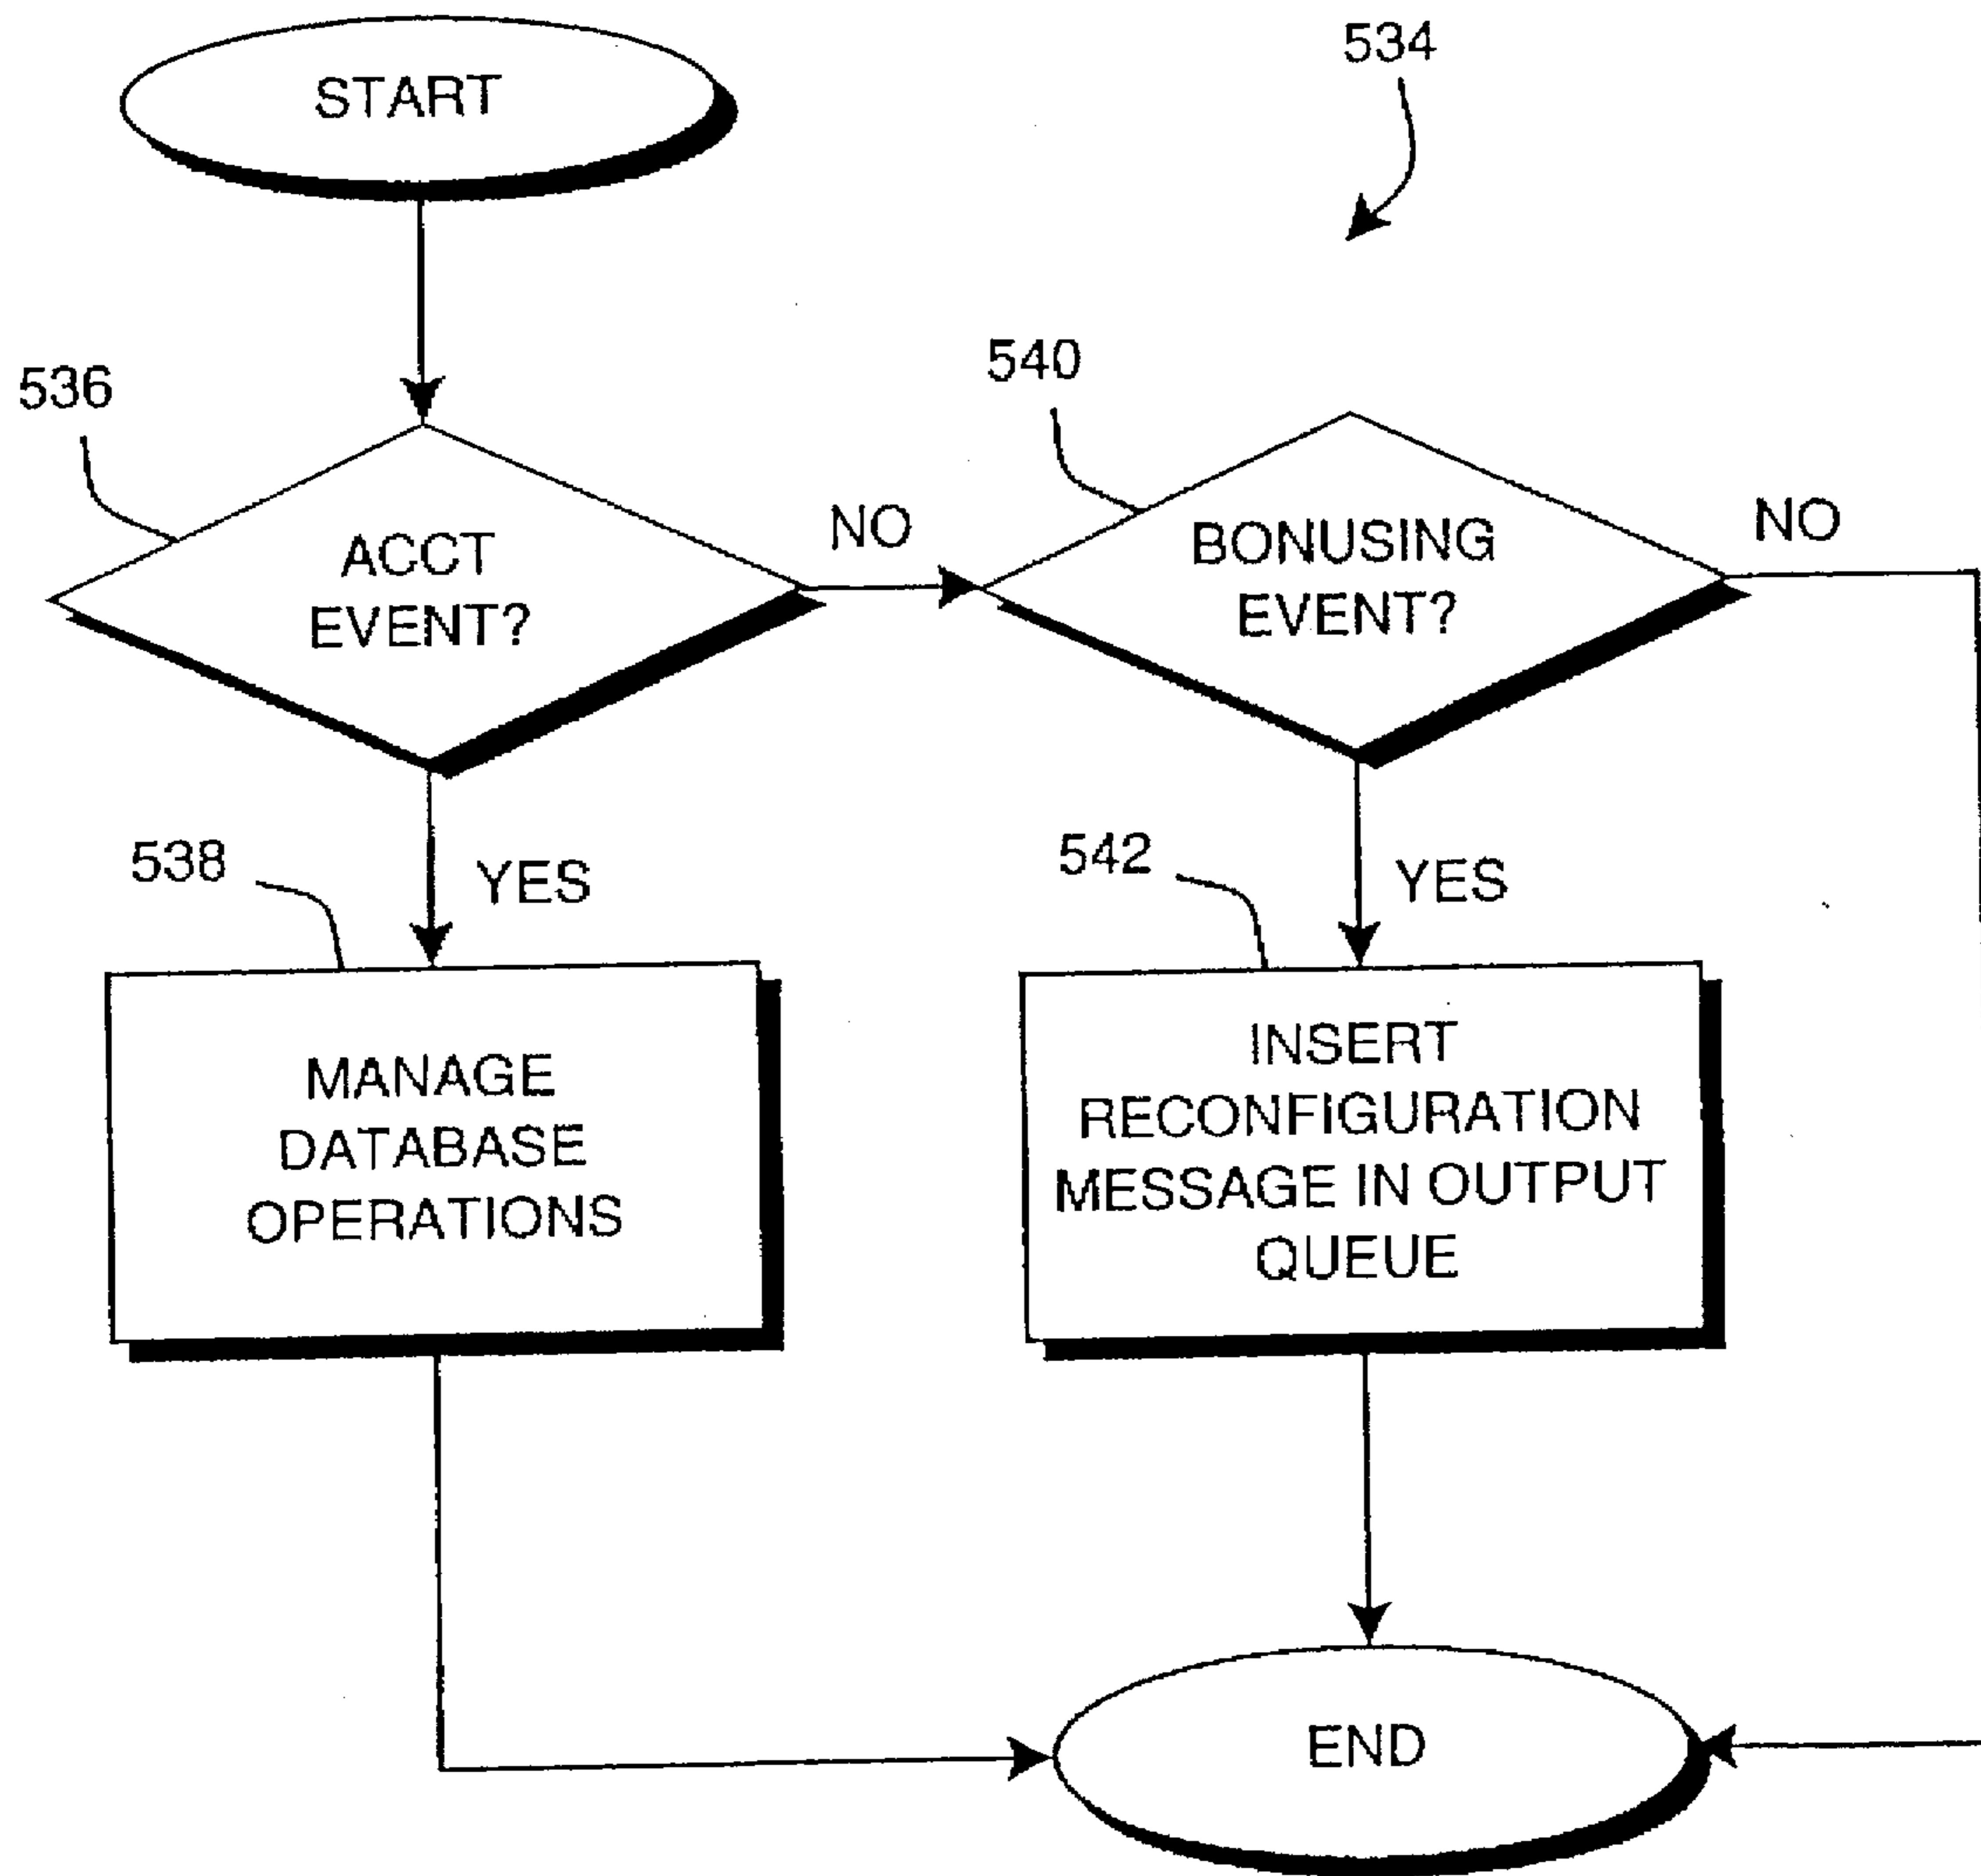 START
534
536
540
ACCT
EVENT?
NO
BONUSING
EVENT?
NO
538
YES
542
YES
MANAGE
DATABASE
OPERATIONS
INSERT
RECONFIGURATION
MESSAGE IN OUTPUT
QUEUE
END